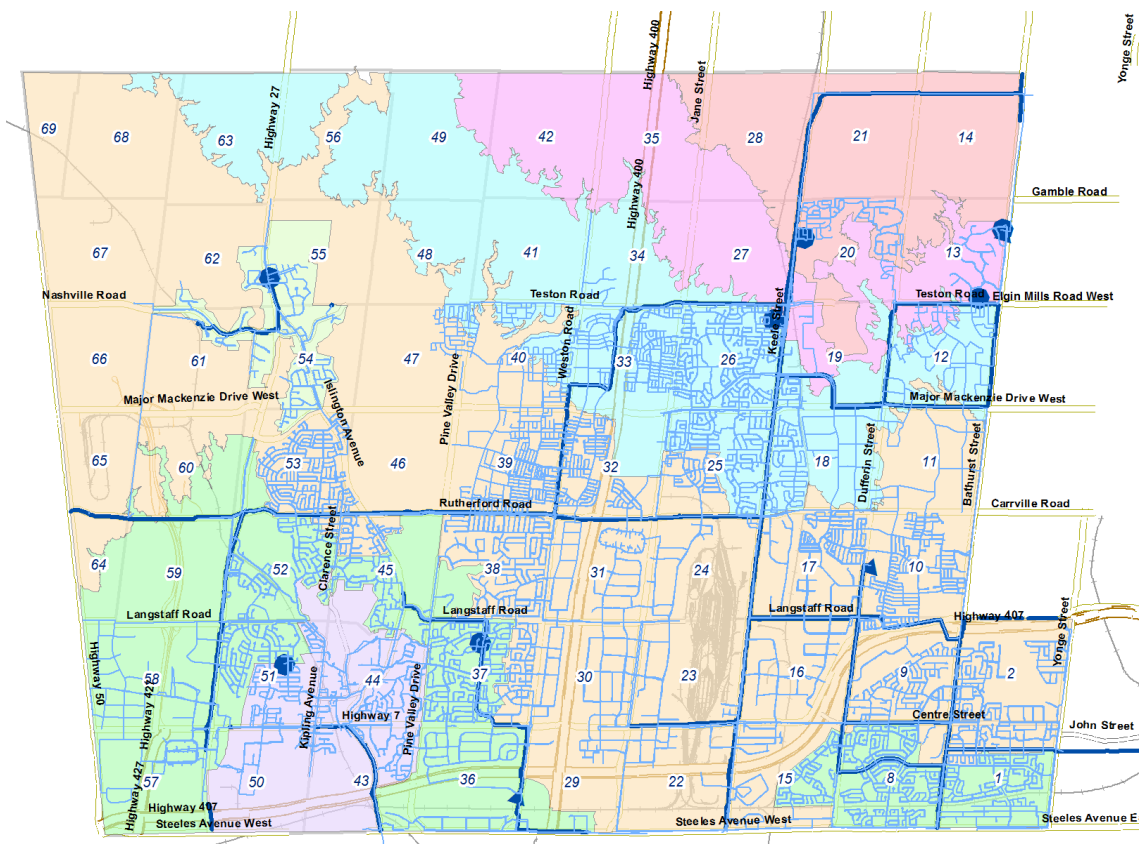 Highway 400
Yonge Street
Jane Street
Highway 27
69
68
63
56
49
42
35
28
21
14
Gamble Road
Highway 400
67
62
55
48
41
34
27
20
13
Nashville Road
Teston Road
Teston Road
Elgin Mills Road West
Keele Street
Weston Road
Pine Valley Drive
66
61
54
47
40
33
26
19
12
Islington Avenue
Major Mackenzie Drive West
Major Mackenzie Drive West
65
60
53
46
39
32
25
18
11
Dufferin Street
Bathurst Street
Rutherford Road
Carrville Road
Clarence Street
64
59
52
45
38
31
24
17
10
Langstaff Road
Langstaff Road
Langstaff Road
Highway 407
Yonge Street
Highway 50
Highway 427
58
51
44
37
30
23
16
9
2
Kipling Avenue
Pine Valley Drive
Highway 7
Centre Street
John Street
Highway 427
57
50
43
36
29
22
15
8
1
Highway 407
Steeles Avenue West
Steeles Avenue West
Steeles Avenue E